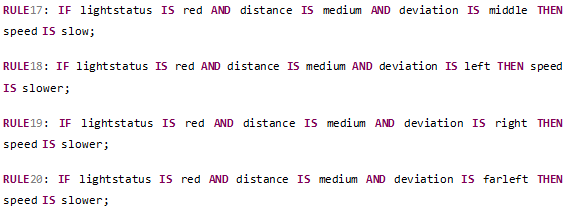 RULE17: IF lightstatus IS red AND distance IS medium AND deviation IS middle THEN
speed IS slow;
RULE18: IF lightstatus IS red AND distance IS medium AND deviation IS left THEN speed
IS slower;
RULE19: IF lightstatus IS red AND distance IS medium AND deviation IS right THEN
speed IS slower;
RULE20: IF lightstatus IS red AND distance IS medium AND deviation IS farleft THEN
speed IS slower;